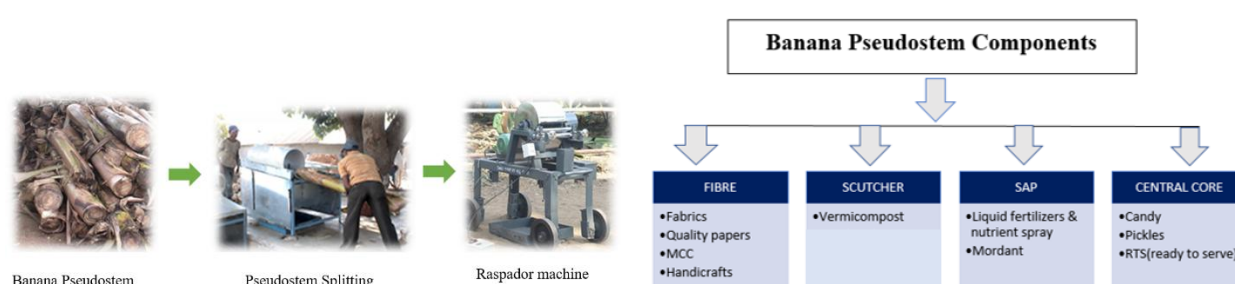 Banana Pseudostem Components
Banana Pseudostem
Pseudostem Splitting
Raspador machine
FIBRE
•Fabrics
•Quality papers
•MCC
•Handicrafts
SCUTCHER
•Vermicompost
SAP
•Liquid fertilizers &
nutrient spray
•Mordant
CENTRAL CORE
•Candy
•Pickles
•RTS(ready to serve)